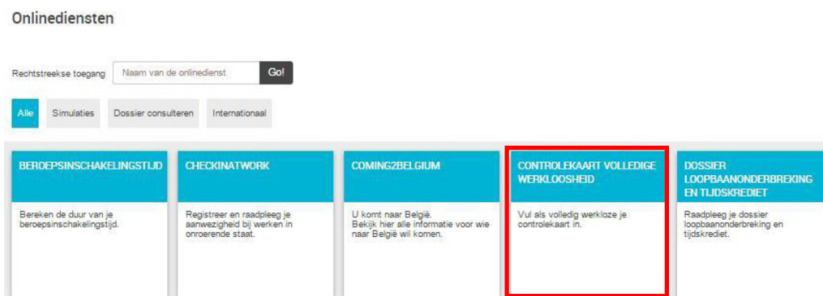 Onlinediensten
Rechtstreekse toegang
Naam van de onlinedienst
Go!
Alle
Simulaties
Dossier consulteren
Internationaal
BEROEPSINSCHAKELINGSTIJD
Bereken de duur van je
beroepsinschakelingstijd.
CHECKINATWORK
Registreer en raadpleeg je
aanwezigheid bij werken in
onroerende staat.
COMING2BELGIUM
U komt naar België.
Bekijk hier alle informatie voor wie
naar België wil komen.
CONTROLEKAART VOLLEDIGE
WERKLOOSHEID
Vul als volledig werkloze je
controlekaart in.
DOSSIER
LOOPBAANONDERBREKING
EN TIJDSKREDIET
Raadpleeg je dossier
loopbaanonderbreking en
tijdskrediet.